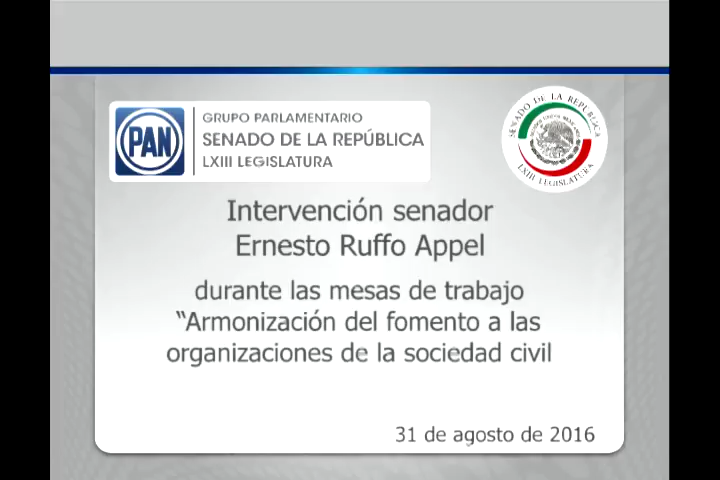 PAN
GRUPO PARLAMENTARIO
SENADO DE LA REPÚBLICA
LXIII LEGISLATURA
SENADO DE LA REPÚBLICA
LXIII LEGISLATURA
Intervención senador
Ernesto Ruffo Appel
durante las mesas de trabajo
“Armonización del fomento a las
organizaciones de la sociedad civil
31 de agosto de 2016